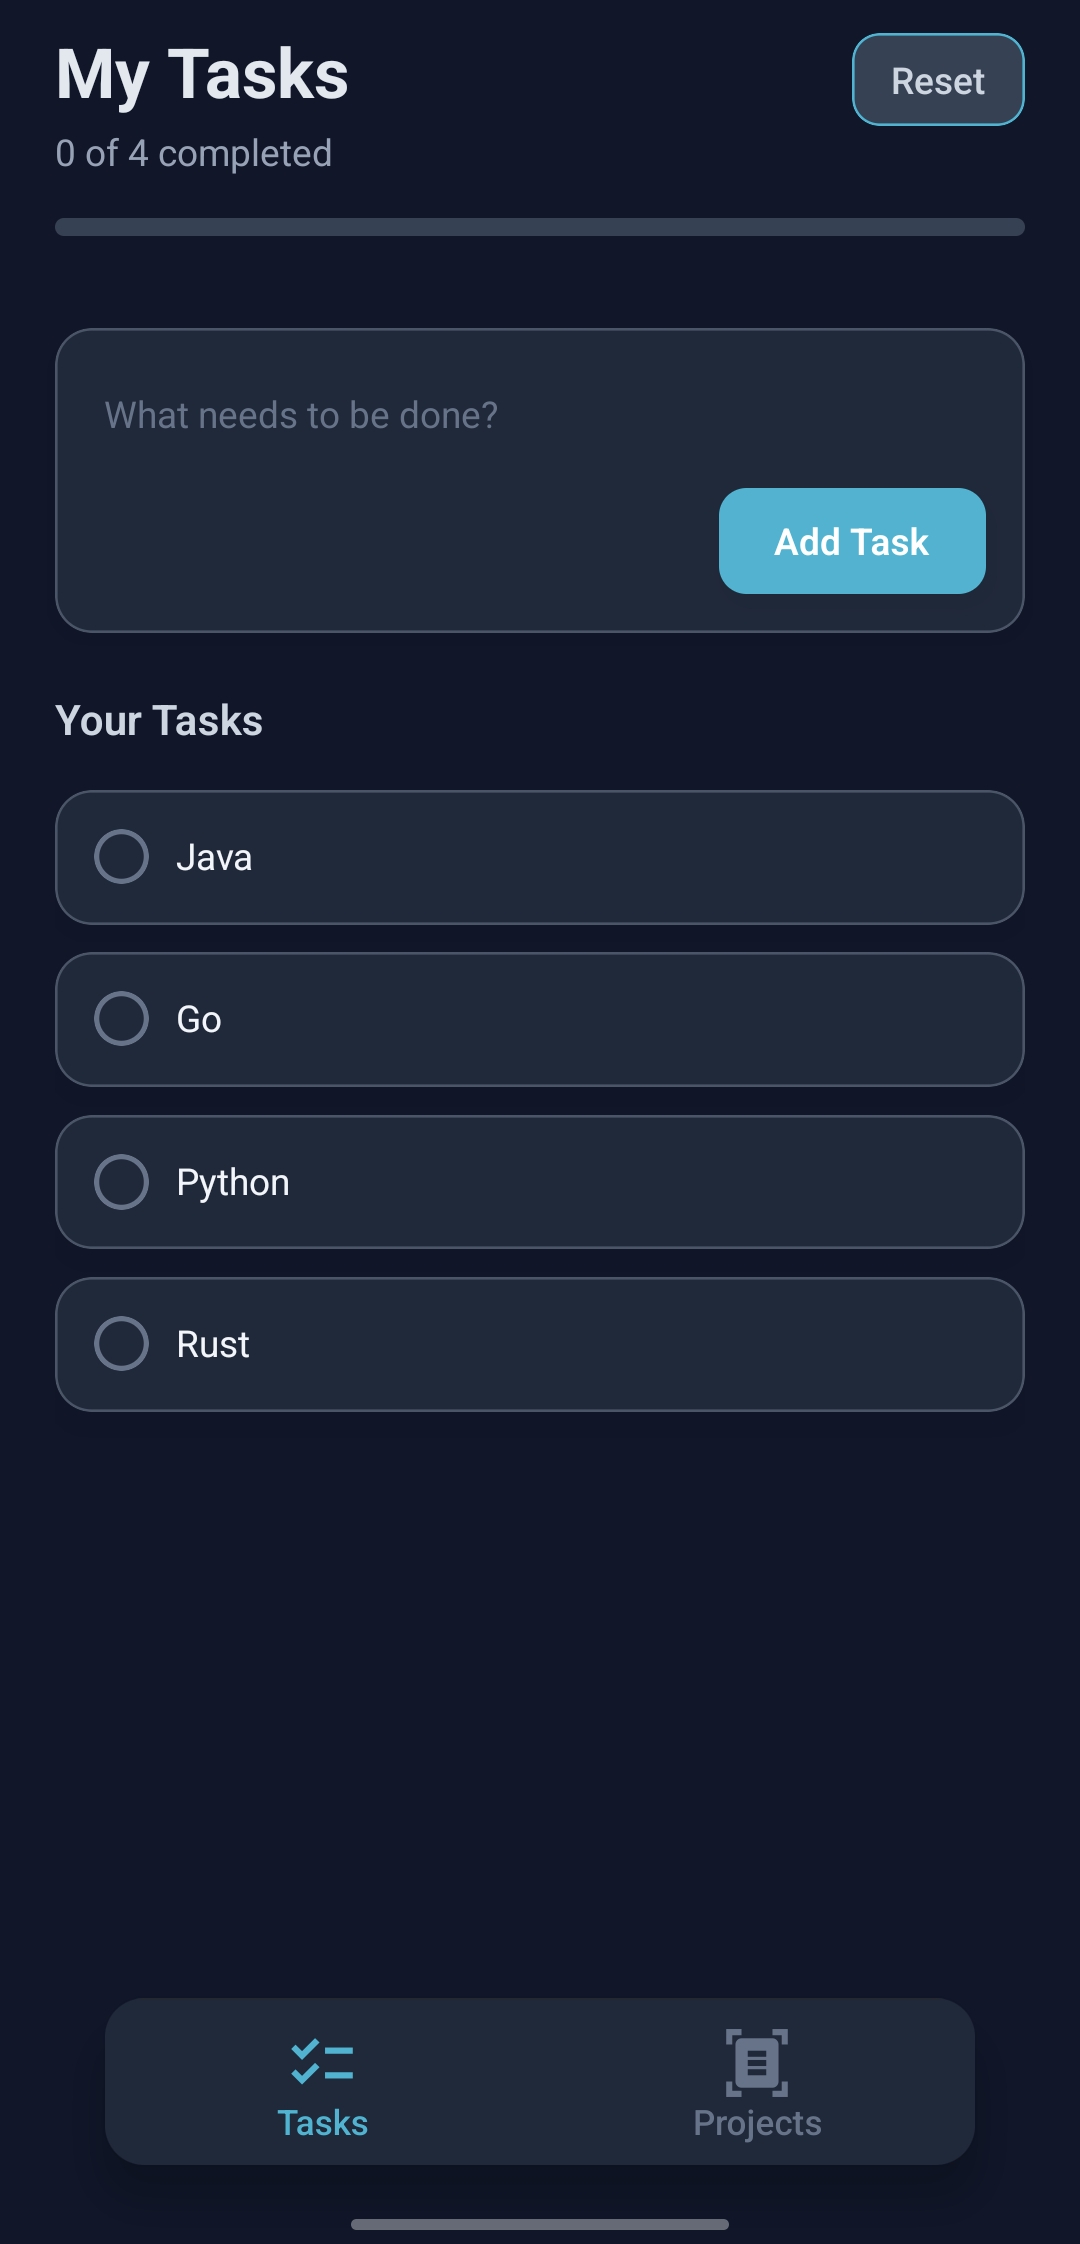 My Tasks
Reset
0 of 4 completed
What needs to be done?
Add Task
Your Tasks
Java
Go
Python
Rust
Tasks
Projects